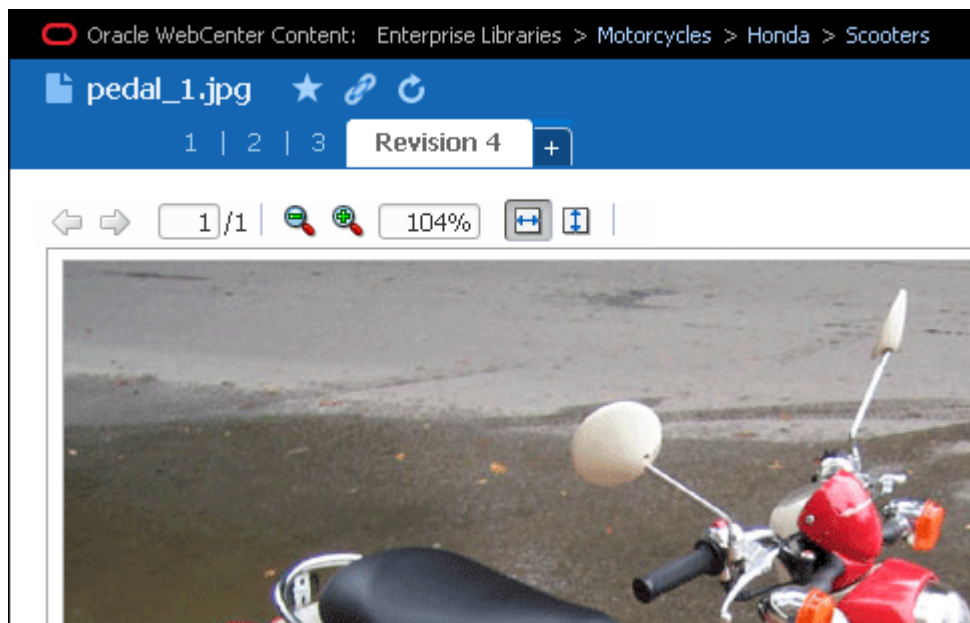 Oracle WebCenter Content: Enterprise Libraries > Motorcycles > Honda > Scooters
pedal_1.jpg
1 | 2 | 3 Revision 4 +
1 /1 104%